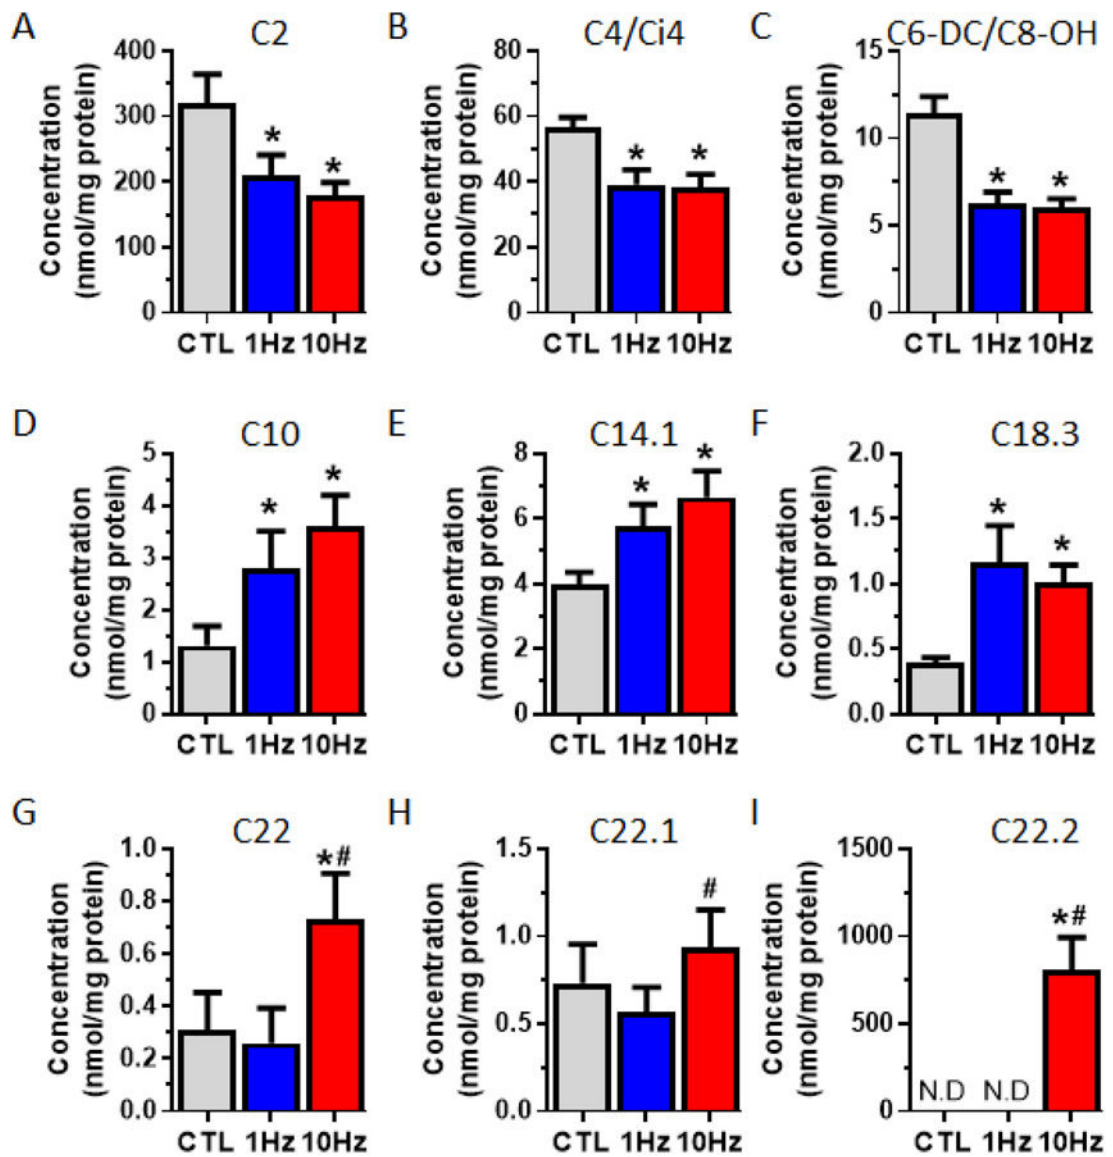 A
C2
Concentration
(nmol/mg protein)
400
300
200
100
0
*
*
CTL 1Hz 10Hz
B
C4/Ci4
Concentration
(nmol/mg protein)
80
60
40
20
0
*
*
CTL 1Hz 10Hz
C
C6-DC/C8-OH
Concentration
(nmol/mg protein)
15
10
5
0
*
*
CTL 1Hz 10Hz
D
C10
Concentration
(nmol/mg protein)
5
4
3
2
1
0
*
*
CTL 1Hz 10Hz
E
C14.1
Concentration
(nmol/mg protein)
8
6
4
2
0
*
*
CTL 1Hz 10Hz
F
C18.3
Concentration
(nmol/mg protein)
2.0
1.5
1.0
0.5
0.0
*
*
CTL 1Hz 10Hz
G
C22
Concentration
(nmol/mg protein)
1.0
0.8
0.6
0.4
0.2
0.0
*#
CTL 1Hz 10Hz
H
C22.1
Concentration
(nmol/mg protein)
1.5
1.0
0.5
0.0
#
CTL 1Hz 10Hz
I
C22.2
Concentration
(nmol/mg protein)
1500
1000
500
0
*#
N.D N.D
CTL 1Hz 10Hz